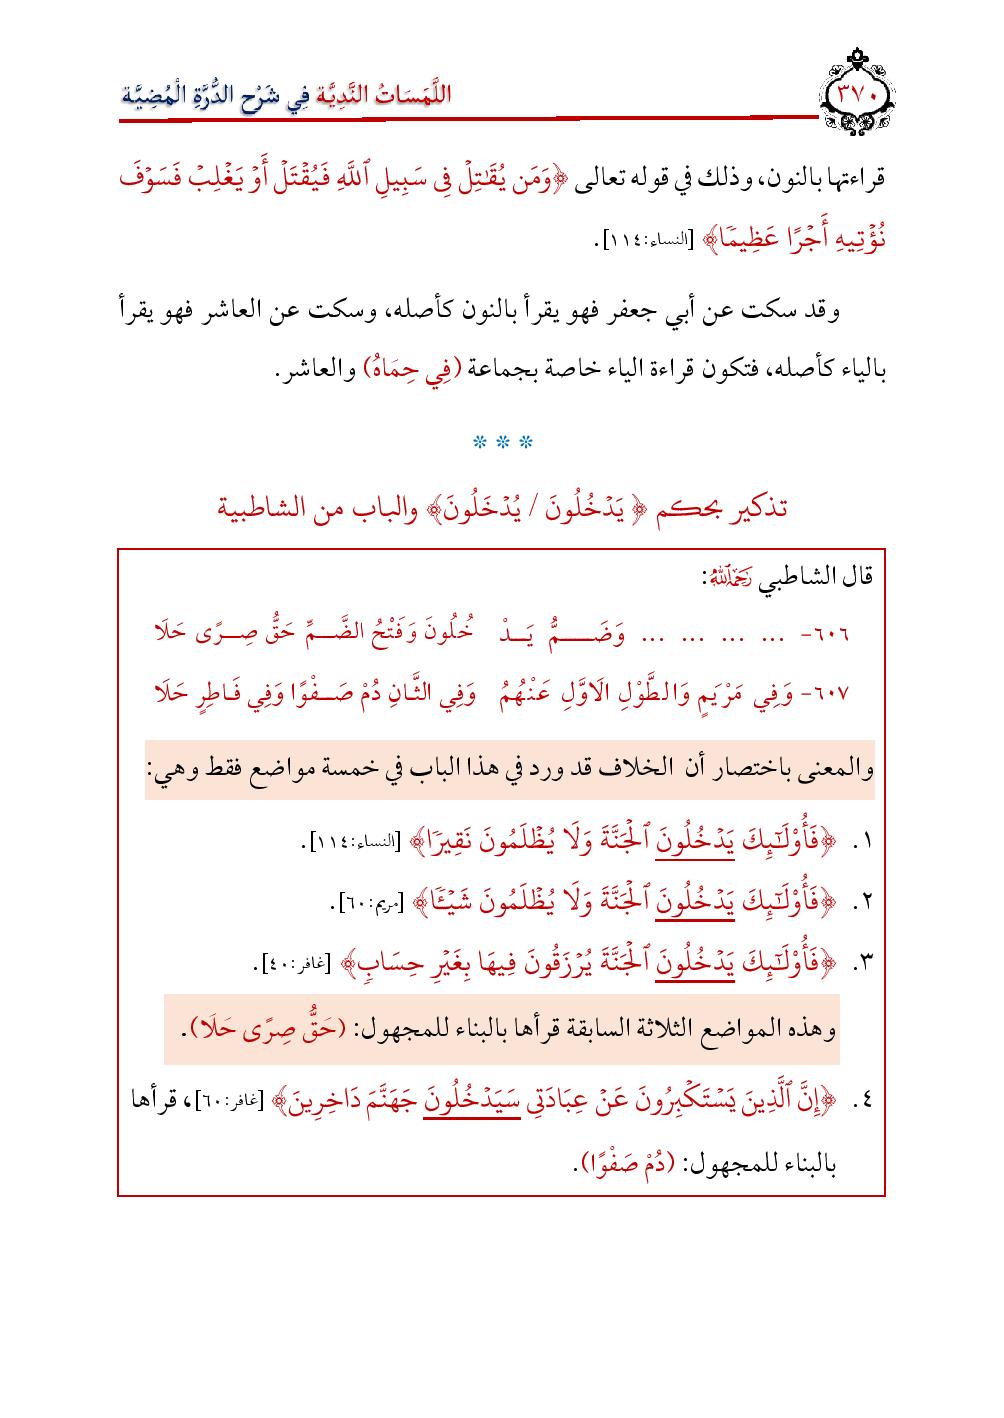 ٣٧٠
اللَّمَسَاتُ النَّدِيَّة فِي شَرْح الدُّرَّةِ الْمُضِيَّة
قراءتها بالنون، وذلك في قوله تعالى ﴿وَمَن يُقَٰتِلۡ فِي سَبِيلِ ٱللَّهِ فَيُقۡتَلۡ أَوۡ يَغۡلِبۡ فَسَوۡفَ
نُؤۡتِيهِ أَجۡرًا عَظِيمٗا﴾ [النساء:١١٤].
وقد سكت عن أبي جعفر فهو يقرأ بالنون كأصله، وسكت عن العاشر فهو يقرأ
بالياء كأصله، فتكون قراءة الياء خاصة بجماعة (فِي حِمَاهُ) والعاشر.
* * *
تذكير بحكم ﴿ يَدۡخُلُونَ / يُدۡخَلُونَ﴾ والباب من الشاطبية
قال الشاطبي رَحِمَهُ ٱللَّهُ:
٦٠٦- ... ... ... ... وَضَـــمُّ يَــدْ خُلُونَ وَفَتْحُ الضَّــمِّ حَقُّ صِــرًى حَلَا
٦٠٧- وَفِي مَرْيَمٍ وَالطَّوْلِ الَاوَّلِ عَنْهُمُ وَفِي الثَّانِ دُمْ صَــفْوًا وَفِي فَاطِرٍ حَلَا
والمعنى باختصار أن الخلاف قد ورد في هذا الباب في خمسة مواضع فقط وهي:
١. ﴿فَأُوْلَٰٓئِكَ يَدۡخُلُونَ ٱلۡجَنَّةَ وَلَا يُظۡلَمُونَ نَقِيرٗا﴾ [النساء:١١٤].
٢. ﴿فَأُوْلَٰٓئِكَ يَدۡخُلُونَ ٱلۡجَنَّةَ وَلَا يُظۡلَمُونَ شَيۡـٔٗا﴾ [مريم:٦٠].
٣. ﴿فَأُوْلَٰٓئِكَ يَدۡخُلُونَ ٱلۡجَنَّةَ يُرۡزَقُونَ فِيهَا بِغَيۡرِ حِسَابٖ﴾ [غافر:٤٠].
وهذه المواضع الثلاثة السابقة قرأها بالبناء للمجهول: (حَقُّ صِرًى حَلَا).
٤. ﴿إِنَّ ٱلَّذِينَ يَسۡتَكۡبِرُونَ عَنۡ عِبَادَتِي سَيَدۡخُلُونَ جَهَنَّمَ دَاخِرِينَ﴾ [غافر:٦٠]، قرأها
بالبناء للمجهول: (دُمْ صَفْوًا).